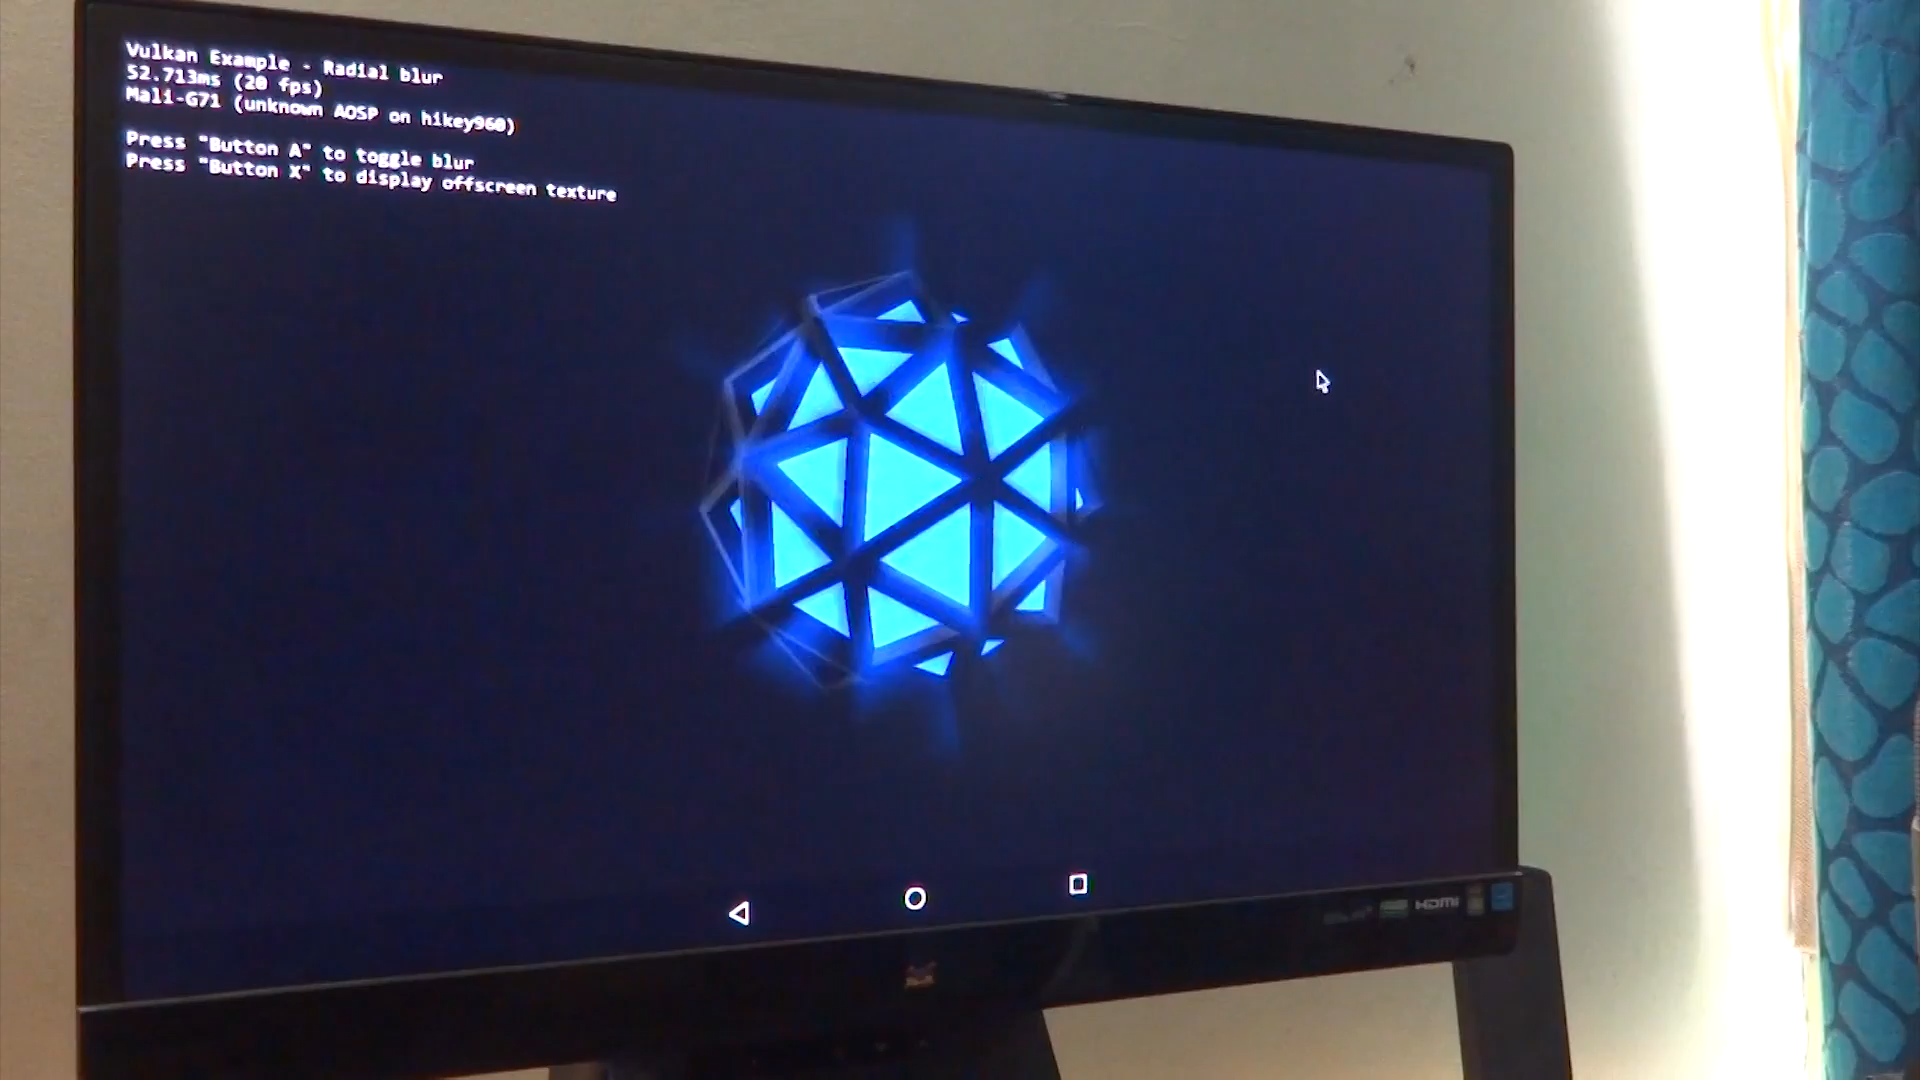 Vulkan Example - Radial blur
52.713ms (20 fps)
Mali-G71 (unknown AOSP on hikey960)
Press "Button A" to toggle blur
Press "Button X" to display offscreen texture
HDMI